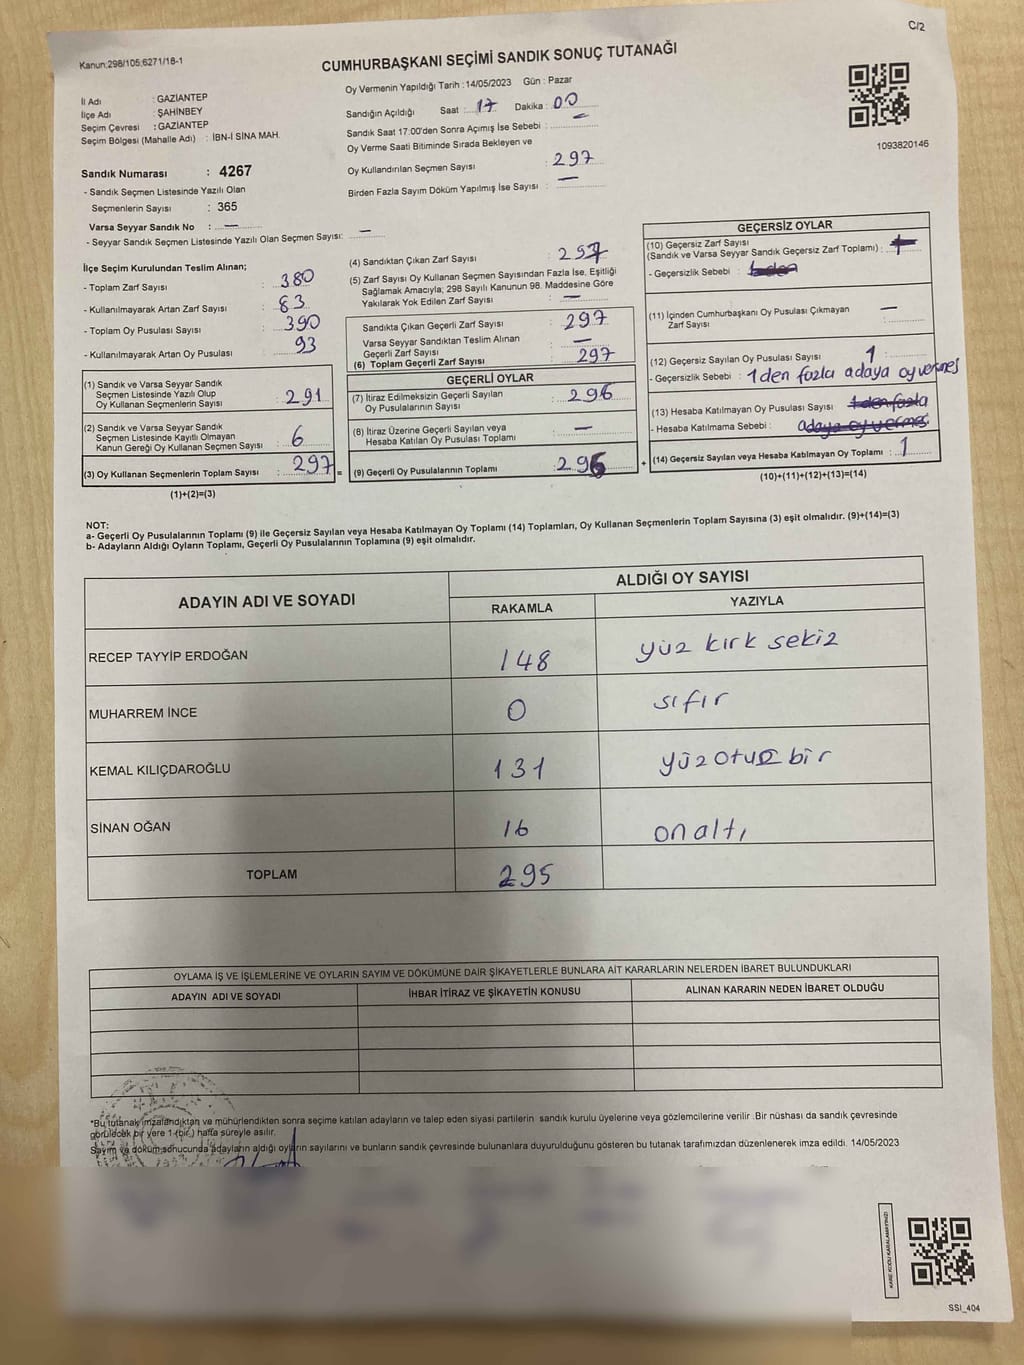 C/2
Kanun:298/105;6271/18-1
CUMHURBAŞKANI SEÇİMİ SANDIK SONUÇ TUTANAĞI
İl Adı : GAZİANTEP
İlçe Adı : ŞAHİNBEY
Seçim Çevresi : GAZİANTEP
Seçim Bölgesi (Mahalle Adı) : İBN-İ SİNA MAH.
Oy Vermenin Yapıldığı Tarih : 14/05/2023 Gün : Pazar
Sandığın Açıldığı Saat : 17 Dakika : 00
Sandık Saat 17:00'den Sonra Açımış İse Sebebi : —
Oy Verme Saati Bitiminde Sırada Bekleyen ve
Oy Kullandırılan Seçmen Sayısı : 297
Birden Fazla Sayım Döküm Yapılmış İse Sayısı : —
1093820146
Sandık Numarası : 4267
- Sandık Seçmen Listesinde Yazılı Olan
Seçmenlerin Sayısı : 365
Varsa Seyyar Sandık No : —
- Seyyar Sandık Seçmen Listesinde Yazılı Olan Seçmen Sayısı: —
İlçe Seçim Kurulundan Teslim Alınan;
- Toplam Zarf Sayısı : 380
- Kullanılmayarak Artan Zarf Sayısı : 83
- Toplam Oy Pusulası Sayısı : 390
- Kullanılmayarak Artan Oy Pusulası : 93
(1) Sandık ve Varsa Seyyar Sandık
Seçmen Listesinde Yazılı Olup
Oy Kullanan Seçmenlerin Sayısı : 291
(2) Sandık ve Varsa Seyyar Sandık
Seçmen Listesinde Kayıtlı Olmayan
Kanun Gereği Oy Kullanan Seçmen Sayısı : 6
(3) Oy Kullanan Seçmenlerin Toplam Sayısı : 297 =
(1)+(2)=(3)
(4) Sandıktan Çıkan Zarf Sayısı : 297
(5) Zarf Sayısı Oy Kullanan Seçmen Sayısından Fazla İse, Eşitliği
Sağlamak Amacıyla; 298 Sayılı Kanunun 98. Maddesine Göre
Yakılarak Yok Edilen Zarf Sayısı : —
Sandıkta Çıkan Geçerli Zarf Sayısı : 297
Varsa Seyyar Sandıktan Teslim Alınan
Geçerli Zarf Sayısı : —
(6) Toplam Geçerli Zarf Sayısı : 297
GEÇERLİ OYLAR
(7) İtiraz Edilmeksizin Geçerli Sayılan
Oy Pusulalarının Sayısı : 296
(8) İtiraz Üzerine Geçerli Sayılan veya
Hesaba Katılan Oy Pusulası Toplamı : —
(9) Geçerli Oy Pusulalarının Toplamı : 296 +
GEÇERSİZ OYLAR
(10) Geçersiz Zarf Sayısı
(Sandık ve Varsa Seyyar Sandık Geçersiz Zarf Toplamı) : 1
- Geçersizlik Sebebi : 1 den
(11) İçinden Cumhurbaşkanı Oy Pusulası Çıkmayan
Zarf Sayısı : —
(12) Geçersiz Sayılan Oy Pusulası Sayısı : 1
- Geçersizlik Sebebi : 1 den fazla adaya oy vermes
(13) Hesaba Katılmayan Oy Pusulası Sayısı : 1 den fazla
- Hesaba Katılmama Sebebi : adaya oy vermes
(14) Geçersiz Sayılan veya Hesaba Katılmayan Oy Toplamı : 1
(10)+(11)+(12)+(13)=(14)
NOT:
a- Geçerli Oy Pusulalarının Toplamı (9) ile Geçersiz Sayılan veya Hesaba Katılmayan Oy Toplamı (14) Toplamları, Oy Kullanan Seçmenlerin Toplam Sayısına (3) eşit olmalıdır. (9)+(14)=(3)
b- Adayların Aldığı Oyların Toplamı, Geçerli Oy Pusulalarının Toplamına (9) eşit olmalıdır.
ADAYIN ADI VE SOYADI
ALDIĞI OY SAYISI
RAKAMLA YAZIYLA
RECEP TAYYİP ERDOĞAN 148 yüz kırk sekiz
MUHARREM İNCE 0 sıfır
KEMAL KILIÇDAROĞLU 131 yüz otuz bir
SİNAN OĞAN 16 on altı
TOPLAM 295
OYLAMA İŞ VE İŞLEMLERİNE VE OYLARIN SAYIM VE DÖKÜMÜNE DAİR ŞİKAYETLERLE BUNLARA AİT KARARLARIN NELERDEN İBARET BULUNDUKLARI
ADAYIN ADI VE SOYADI İHBAR İTİRAZ VE ŞİKAYETİN KONUSU ALINAN KARARIN NEDEN İBARET OLDUĞU
*Bu tutanak imzalandıktan ve mühürlendikten sonra seçime katılan adayların ve talep eden siyasi partilerin sandık kurulu üyelerine veya gözlemcilerine verilir .Bir nüshası da sandık çevresinde
görülecek bir yere 1 (bir) hafta süreyle asılır.
Sayım ve döküm sonucunda adayların aldığı oyların sayılarını ve bunların sandık çevresinde bulunanlara duyurulduğunu gösteren bu tutanak tarafımızdan düzenlenerek imza edildi. 14/05/2023
KARE KODU KARALAMAYINIZ!
SSI_404